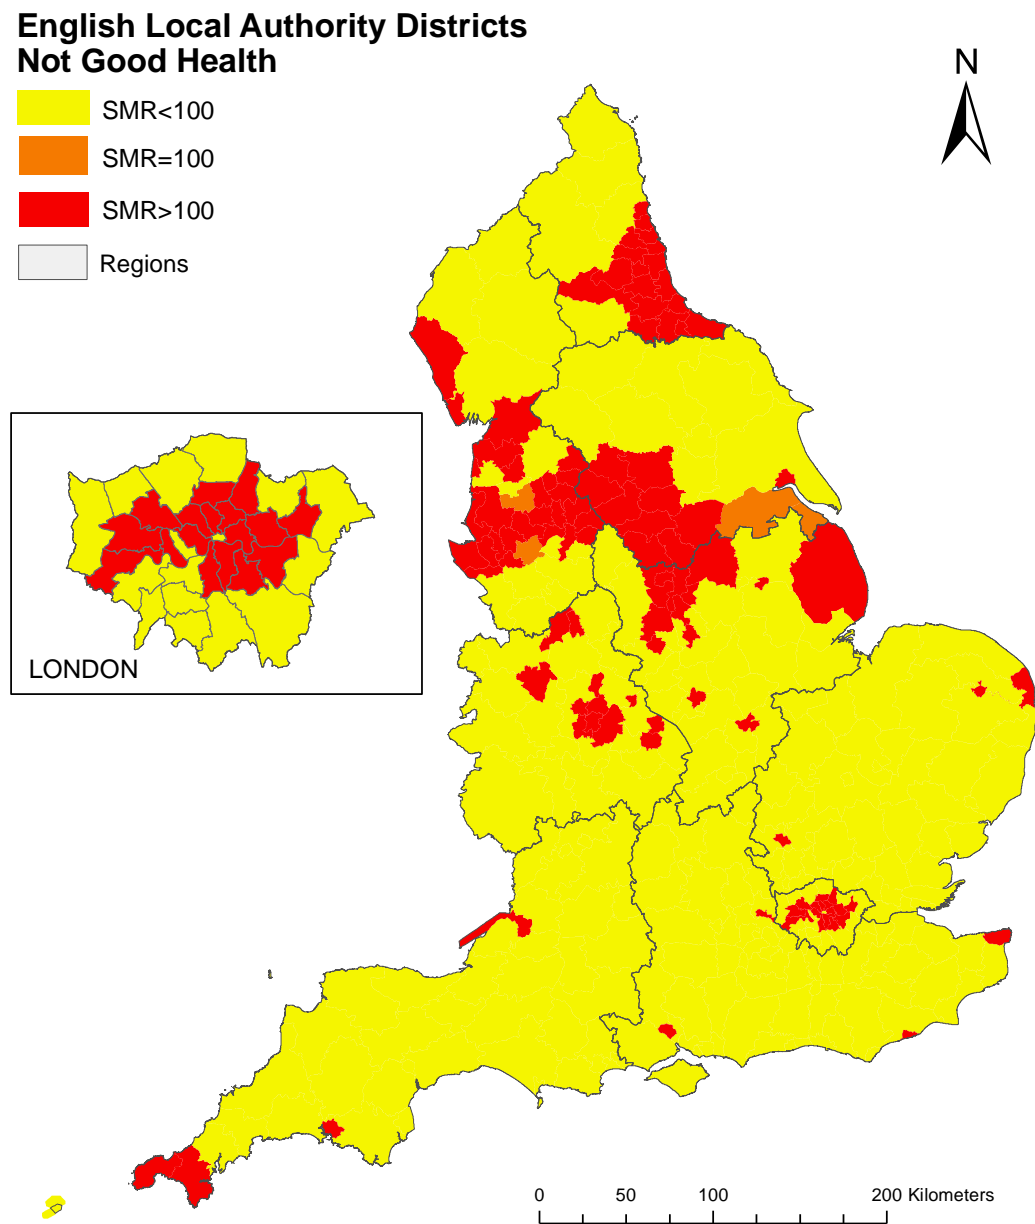 English Local Authority Districts
Not Good Health
SMR<100
SMR=100
SMR>100
Regions
N
LONDON
0 50 100 200 Kilometers